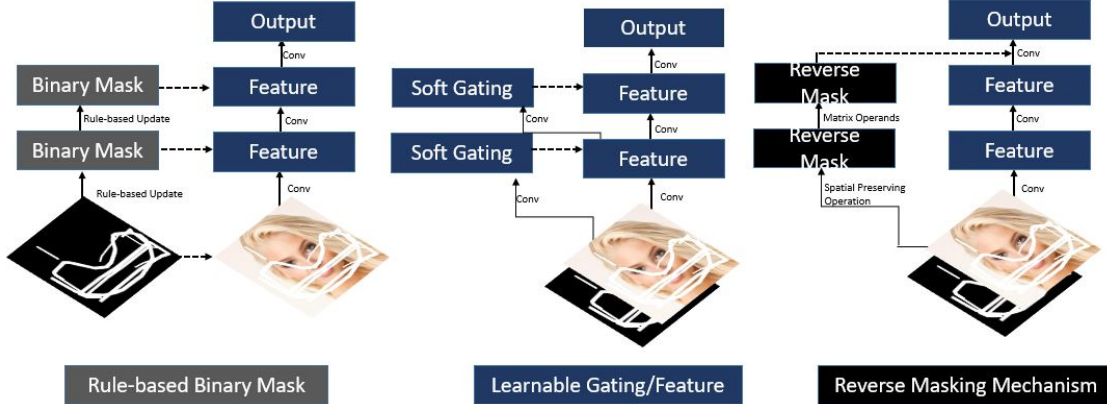 Output
Conv
Binary Mask
Feature
Rule-based Update
Conv
Binary Mask
Feature
Rule-based Update
Conv
Rule-based Binary Mask
Output
Conv
Soft Gating
Feature
Conv
Conv
Soft Gating
Feature
Conv
Conv
Learnable Gating/Feature
Output
Conv
Reverse
Mask
Feature
Matrix Operands
Conv
Reverse
Mask
Feature
Spatial Preserving
Operation
Conv
Reverse Masking Mechanism